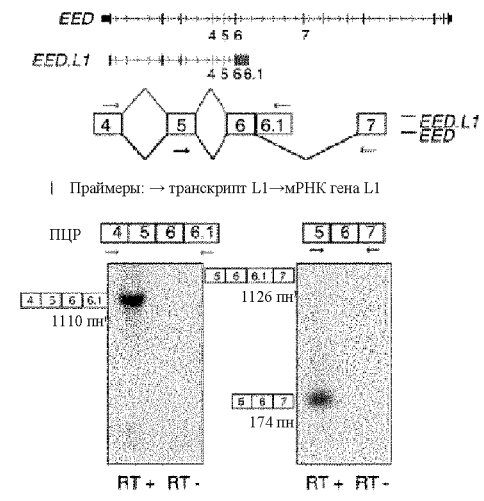 EED
4 5 6 7
EED.L1
4 5 6 6.1
4 5 6 6.1 7
EED.L1
EED
Праймеры: → транскрипт L1→мРНК гена L1
ПЦР 4 5 6 6.1
5 6 7
5 6 6.1 7
1126 пн
4 5 6 6.1
1110 пн
5 6 7
174 пн
RT + RT - RT + RT -